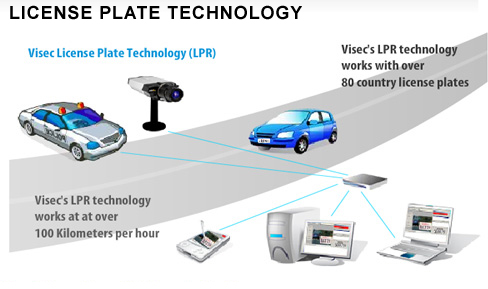 LICENSE PLATE TECHNOLOGY
Visec License Plate Technology (LPR)
Visec's LPR technology
works with over
80 country license plates
POLICE
Visec's LPR technology
works at at over
100 Kilometers per hour